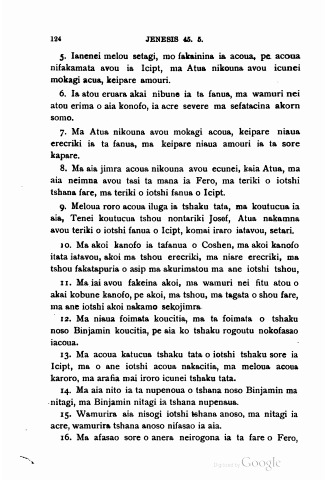 124 JENESIS 45. 5.
5. Ianenei melou setagi, mo fakainina ia acoua, pe acoua
nifakamata avou ia Icipt, ma Atua nikouna avou icunei
mokagi acua, keipare amouri.
6. Ia atou eruara akai nibune ia ta fanua, ma wamuri nei
atou erima o aia konofo, ia acre severe ma sefatacina akorn
somo.
7. Ma Atua nikouna avou mokagi acoua, keipare niaua
erecriki ia ta fanua, ma keipare niaua amouri ia ta sore
kapare.
8. Ma aia jimra acoua nikouna avou ecunei, kaia Atua, ma
aia neimna avou tasi ta mana ia Fero, ma teriki o iotshi
tshana fare, ma teriki o iotshi fanua o Icipt.
9. Meloua roro acoua iluga ia tshaku tata, ma koutucua ia
aia, Tenei koutucua tshou nontariki Josef, Atua nakamna
avou teriki o iotshi fanua o Icipt, komai iraro istavou, setari.
10. Ma akoi kanofo ia tafanua o Coshen, ma akoi kanofo
itata istavou, akoi ma tshou erecriki, ma niare erecriki, ma
tshou fakatapuria o asip ma akurimatou ma ane iotshi tshou,
11. Ma iai avou fakeina akoi, ma wamuri nei fitu atou o
akai kobune kanofo, pe akoi, ma tshou, ma tagata o shou fare,
ma ane iotshi akoi nakamo sekojimra.
12. Ma niaua foimata koucitia, ma ta foimata o tshaku
noso Binjamin koucitia, pe aia ko tshaku rogoutu nokofasao
iacoua.
13. Ma acoua katucua tshaku tata o iotshi tshaku sore ia
Icipt, ma o ane iotshi acoua nakacitia, ma meloua acoua
karoro, ma arafia mai iroro icunei tshaku tata.
14. Ma aia nito ia ta nupenoua o tshana noso Binjamin ma
nitagi, ma Binjamin nitagi ia tshana nupensua.
15. Wamurira aia nisogi iotshi tshana anoso, ma nitagi ia
acre, wamurira tshana anoso nifasao ia aia.
16. Ma afasao sore o anera neirogona ia ta fare o Fero,
Digitized by Google